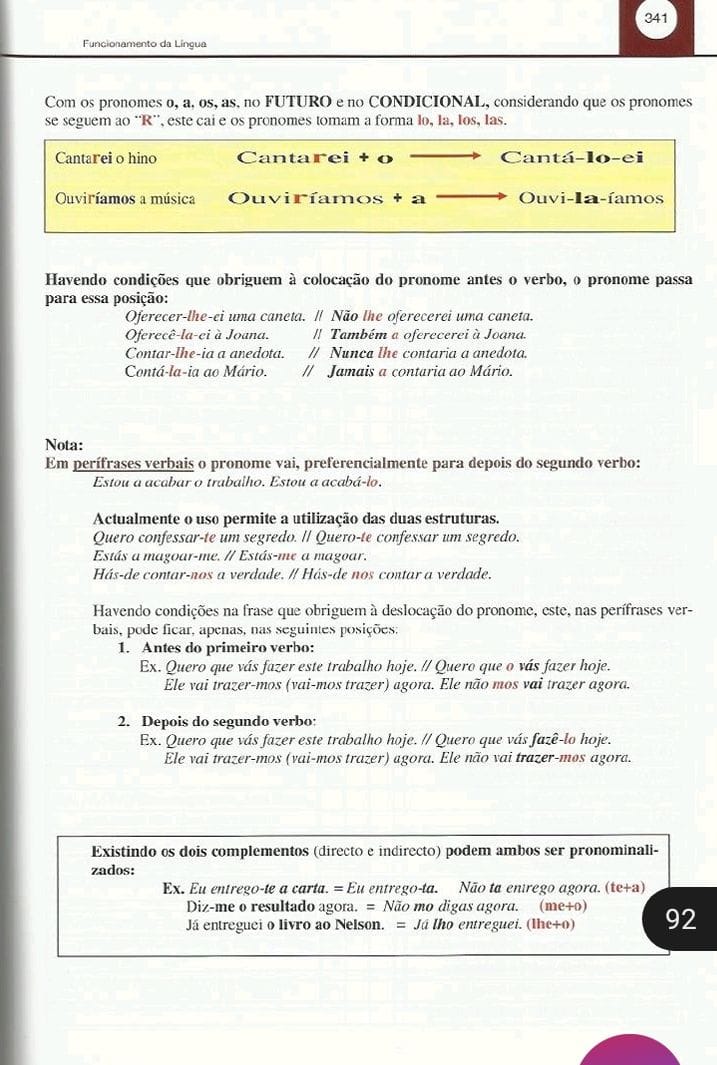 341
Funcionamento da Língua
Com os pronomes o, a, os, as, no FUTURO e no CONDICIONAL, considerando que os pronomes
se seguem ao "R", este cai e os pronomes tomam a forma lo, la, los, las.
Cantarei o hino Cantarei + o → Cantá-lo-ei
Ouviríamos a música Ouviríamos + a → Ouvi-la-íamos
Havendo condições que obriguem à colocação do pronome antes o verbo, o pronome passa
para essa posição:
Oferecer-lhe-ei uma caneta. // Não lhe oferecerei uma caneta.
Oferecê-la-ei à Joana. // Também a oferecerei à Joana.
Contar-lhe-ia a anedota. // Nunca lhe contaria a anedota.
Contá-la-ia ao Mário. // Jamais a contaria ao Mário.
Nota:
Em perífrases verbais o pronome vai, preferencialmente para depois do segundo verbo:
Estou a acabar o trabalho. Estou a acabá-lo.
Actualmente o uso permite a utilização das duas estruturas.
Quero confessar-te um segredo. // Quero-te confessar um segredo.
Estás a magoar-me. // Estás-me a magoar.
Hás-de contar-nos a verdade. // Hás-de nos contar a verdade.
Havendo condições na frase que obriguem à deslocação do pronome, este, nas perífrases ver-
bais, pode ficar, apenas, nas seguintes posições:
1. Antes do primeiro verbo:
Ex. Quero que vás fazer este trabalho hoje. // Quero que o vás fazer hoje.
Ele vai trazer-mos (vai-mos trazer) agora. Ele não mos vai trazer agora.
2. Depois do segundo verbo:
Ex. Quero que vás fazer este trabalho hoje. // Quero que vás fazê-lo hoje.
Ele vai trazer-mos (vai-mos trazer) agora. Ele não vai trazer-mos agora.
Existindo os dois complementos (directo e indirecto) podem ambos ser pronominali-
zados:
Ex. Eu entrego-te a carta. = Eu entrego-ta. Não ta entrego agora. (te+a)
Diz-me o resultado agora. = Não mo digas agora. (me+o)
Já entreguei o livro ao Nelson. = Já lho entreguei. (lhe+o)
92